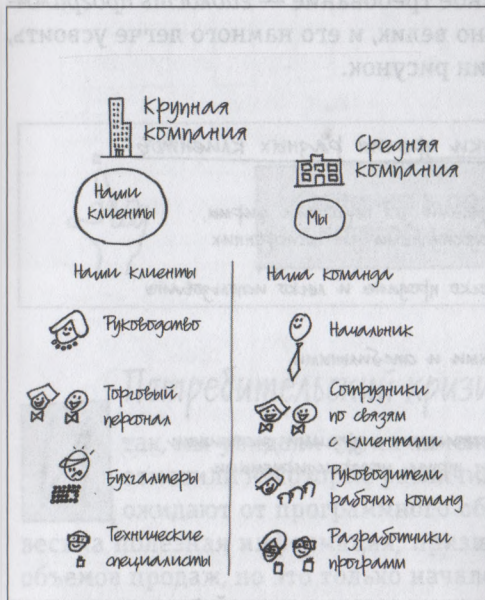 Крупная
компания
Наши
клиенты
Средняя
компания
Мы
Наши клиенты
Руководство
Торговый
персонал
Бухгалтеры
Технические
специалисты
Наша команда
Начальник
Сотрудники
по связям
с клиентами
Руководители
рабочих команд
Разработчики
программ